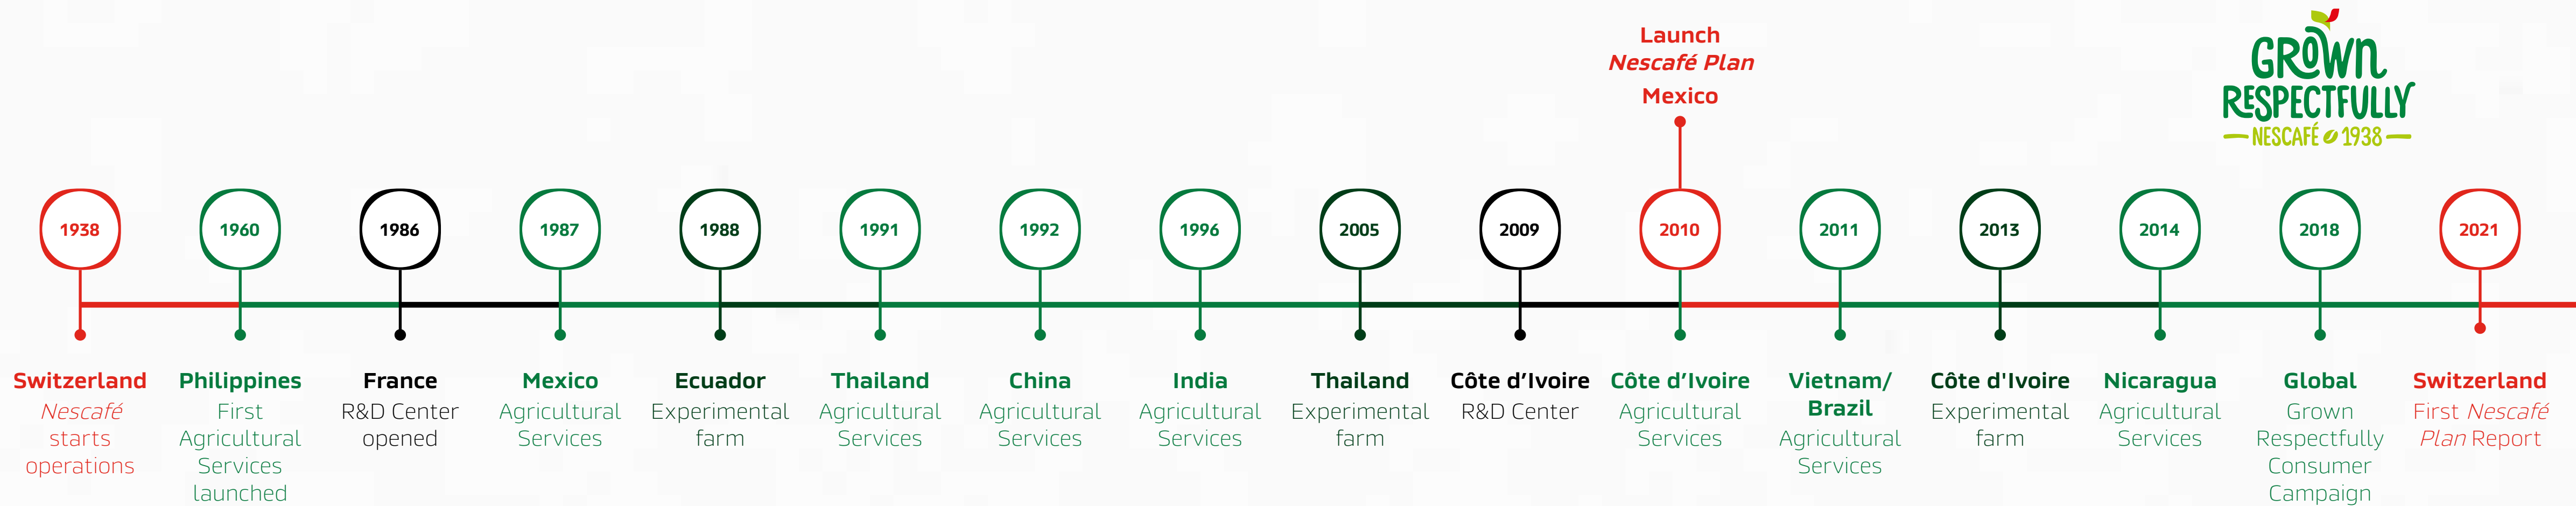 Launch
Nescafé Plan
Mexico
GROWN
RESPECTFULLY
NESCAFÉ 1938
1938
1960
1986
1987
1988
1991
1992
1996
2005
2009
2010
2011
2013
2014
2018
2021
Switzerland
Nescafé
starts
operations
Philippines
First
Agricultural
Services
launched
France
R&D Center
opened
Mexico
Agricultural
Services
Ecuador
Experimental
farm
Thailand
Agricultural
Services
China
Agricultural
Services
India
Agricultural
Services
Thailand
Experimental
farm
Côte d’Ivoire
R&D Center
Côte d’Ivoire
Agricultural
Services
Vietnam/
Brazil
Agricultural
Services
Côte d'Ivoire
Experimental
farm
Nicaragua
Agricultural
Services
Global
Grown
Respectfully
Consumer
Campaign
Switzerland
First Nescafé
Plan Report